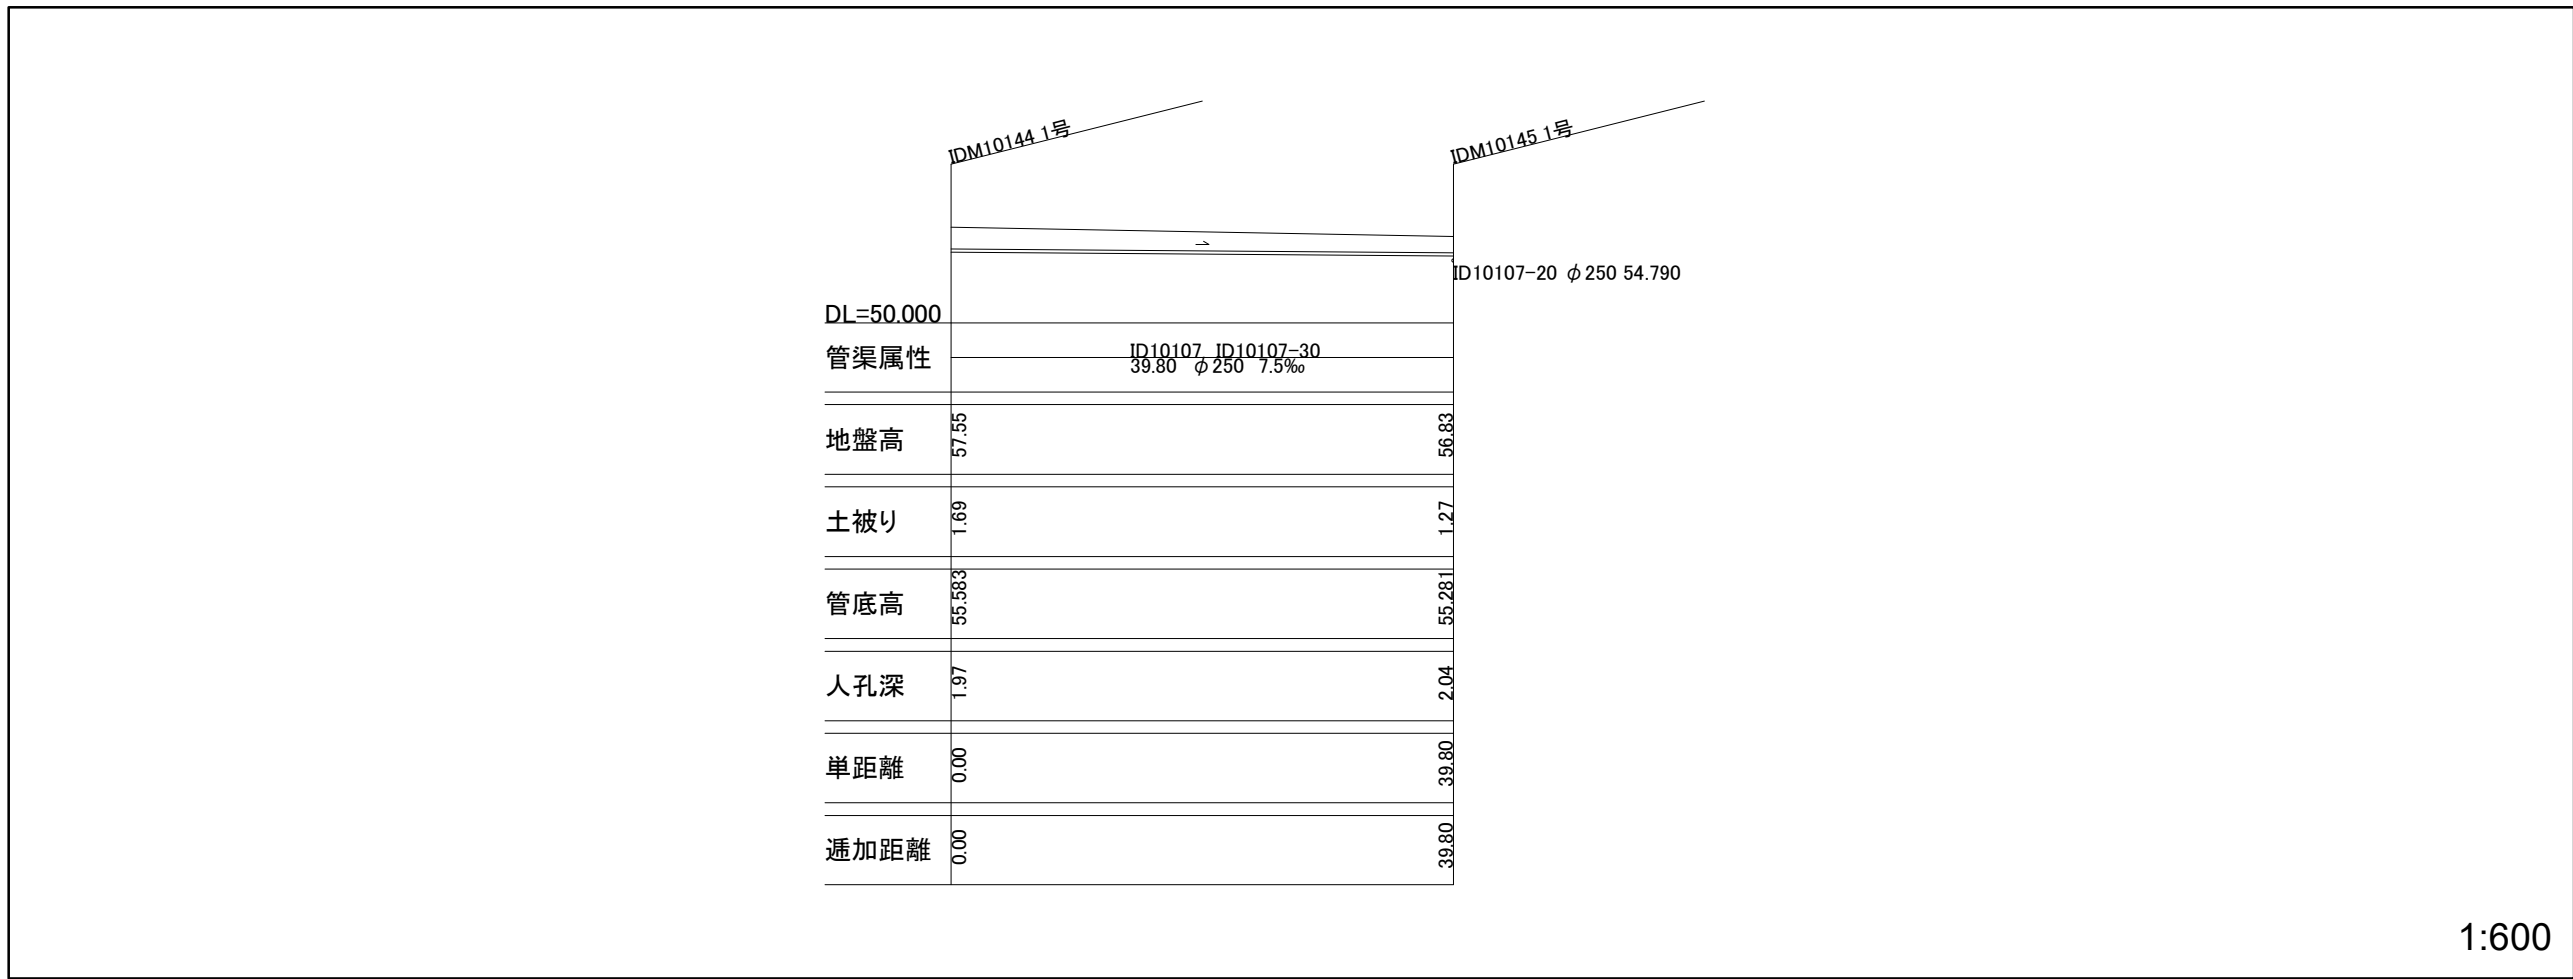 IDM10144 1号
IDM10145 1号
ID10107-20 φ250 54.790
DL=50.000
管渠属性
ID10107 ID10107-30
39.80 φ250 7.5‰
地盤高 57.55 56.83
土被り 1.69 1.27
管底高 55.583 55.281
人孔深 1.97 2.04
単距離 0.00 39.80
逓加距離 0.00 39.80
1:600